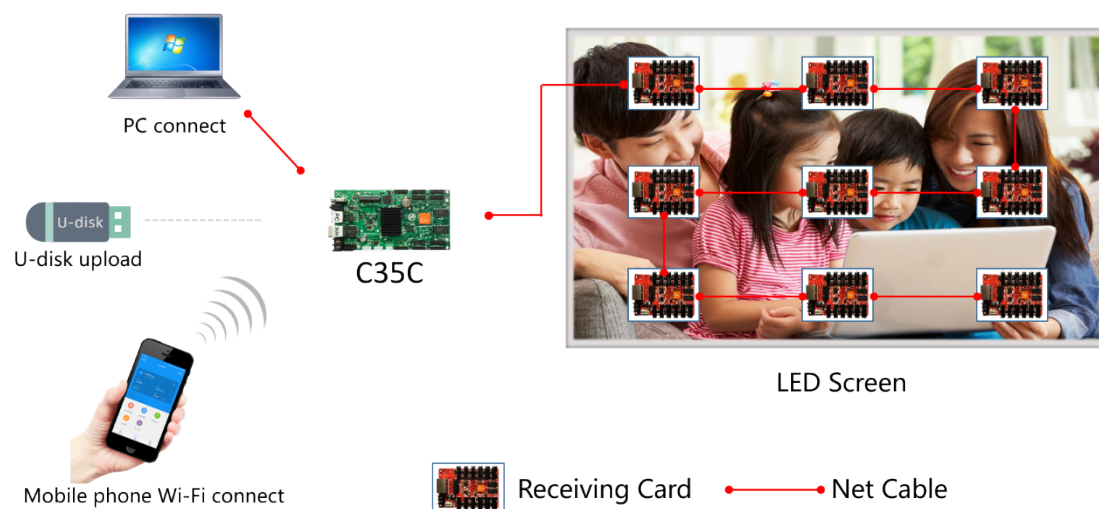 PC connect
U-disk
U-disk upload
C35C
Mobile phone Wi-Fi connect
LED Screen
Receiving Card
Net Cable